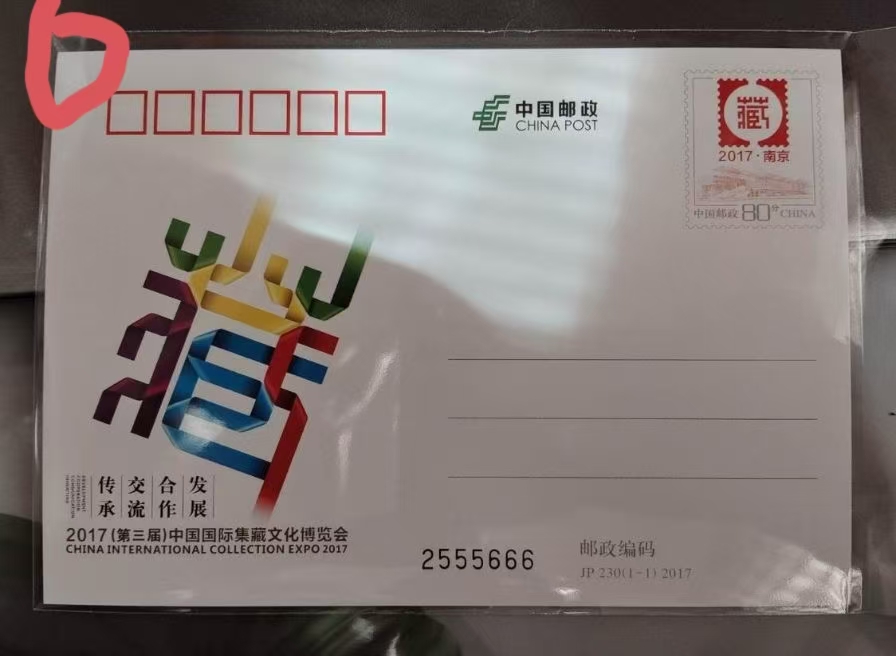 中国邮政
CHINA POST
藏
2017·南京
中国邮政 80分 CHINA
藏
传承
交流
合作
发展
2017(第三届)中国国际集藏文化博览会
CHINA INTERNATIONAL COLLECTION EXPO 2017
2555666
邮政编码
JP 230(1-1) 2017